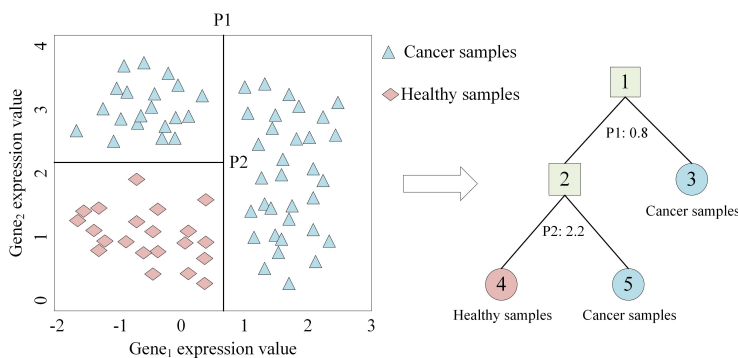 P1
4
3
2
1
0
Gene2 expression value
P2
-2
-1
0
1
2
3
Gene1 expression value
Cancer samples
Healthy samples
1
P1: 0.8
2
3
Cancer samples
P2: 2.2
4
5
Healthy samples
Cancer samples